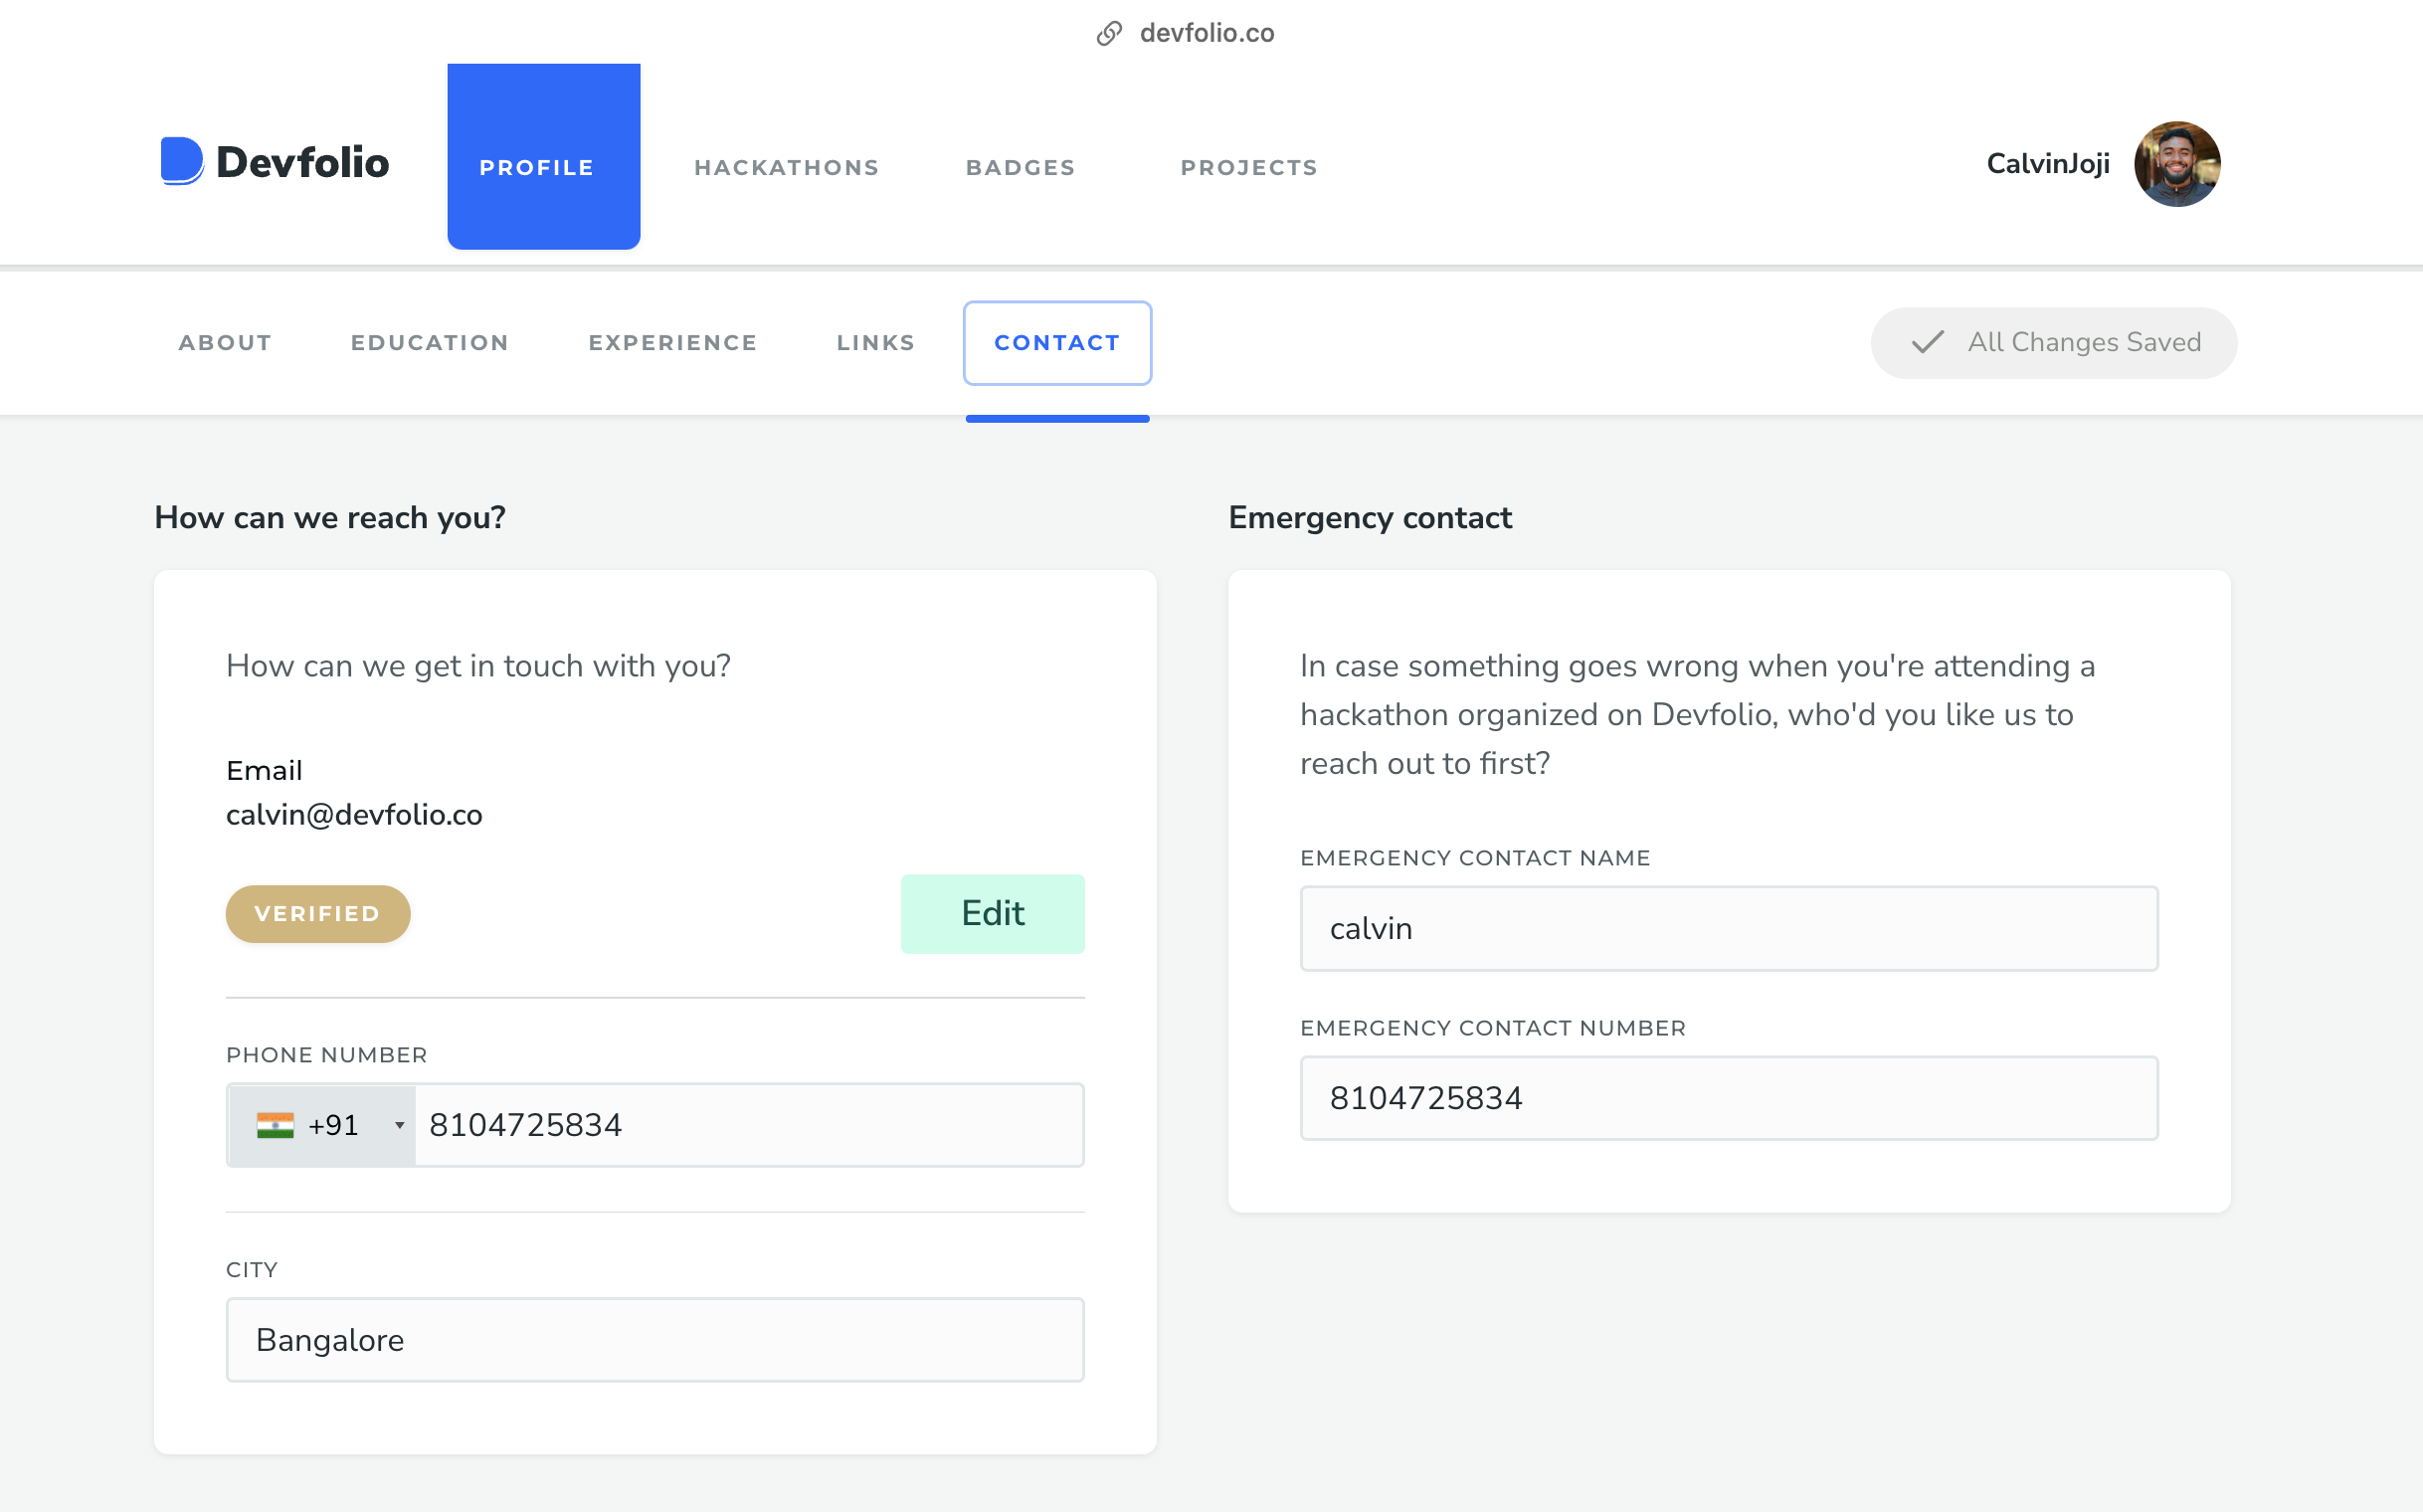 devfolio.co
Devfolio
PROFILE
HACKATHONS
BADGES
PROJECTS
CalvinJoji
ABOUT
EDUCATION
EXPERIENCE
LINKS
CONTACT
All Changes Saved
How can we reach you?
How can we get in touch with you?
Email
calvin@devfolio.co
VERIFIED
Edit
PHONE NUMBER
+91 8104725834
CITY
Bangalore
Emergency contact
In case something goes wrong when you're attending a
hackathon organized on Devfolio, who'd you like us to
reach out to first?
EMERGENCY CONTACT NAME
calvin
EMERGENCY CONTACT NUMBER
8104725834